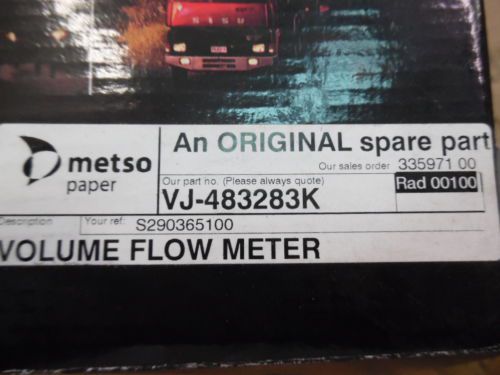 SISU
An ORIGINAL spare part
metso
paper
Our sales order 335971 00
Our part no. (Please always quote)
Rad 00100
VJ-483283K
Description
Your ref: S290365100
VOLUME FLOW METER